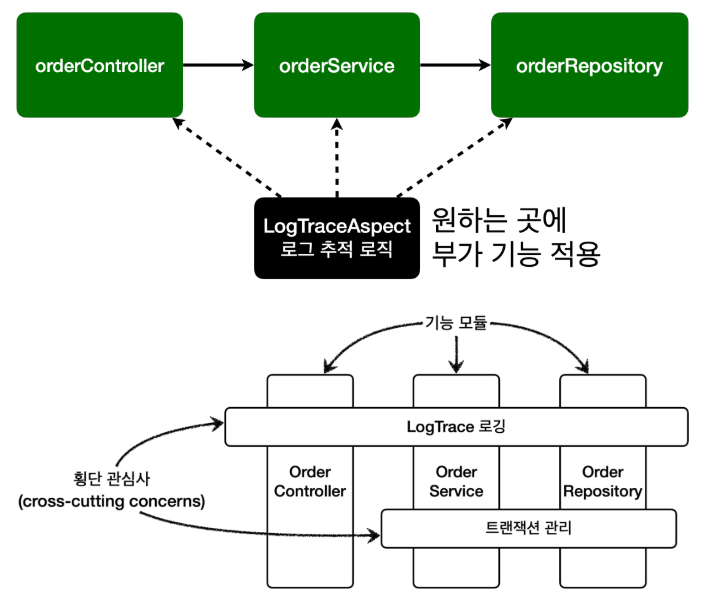 orderController
orderService
orderRepository
LogTraceAspect
로그 추적 로직
원하는 곳에
부가 기능 적용
기능 모듈
LogTrace 로깅
횡단 관심사
(cross-cutting concerns)
Order
Controller
Order
Service
Order
Repository
트랜잭션 관리